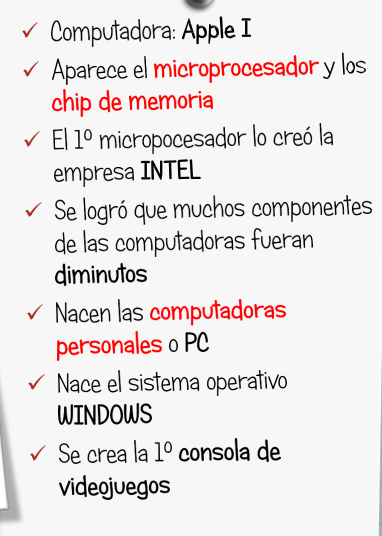 ✓ Computadora: Apple I
✓ Aparece el microprocesador y los
chip de memoria
✓ El 1º micropocesador lo creó la
empresa INTEL
✓ Se logró que muchos componentes
de las computadoras fueran
diminutos
✓ Nacen las computadoras
personales o PC
✓ Nace el sistema operativo
WINDOWS
✓ Se crea la 1º consola de
videojuegos